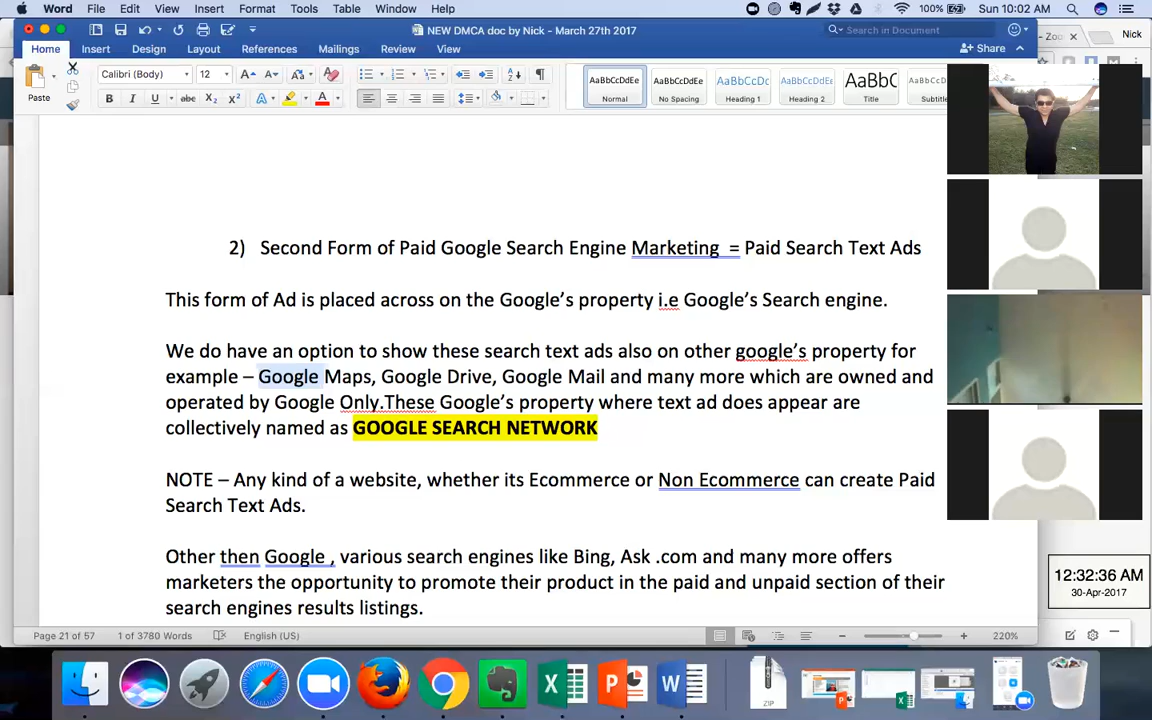 Word File Edit View Insert Format Tools Table Window Help 100% Sun 10:02 AM
NEW DMCA doc by Nick - March 27th 2017
Search in Document
Nick
Home Insert Design Layout References Mailings Review View
Share
Paste
Calibri (Body) 12
B I U abc X₂ X²
AaBbCcDdEe AaBbCcDdEe AaBbCcDc AaBbCcDdEe AaBbC AaBbCcDc
Normal No Spacing Heading 1 Heading 2 Title Subtitle
2) Second Form of Paid Google Search Engine Marketing = Paid Search Text Ads
This form of Ad is placed across on the Google's property i.e Google's Search engine.
We do have an option to show these search text ads also on other google's property for
example – Google Maps, Google Drive, Google Mail and many more which are owned and
operated by Google Only.These Google's property where text ad does appear are
collectively named as GOOGLE SEARCH NETWORK
NOTE – Any kind of a website, whether its Ecommerce or Non Ecommerce can create Paid
Search Text Ads.
Other then Google , various search engines like Bing, Ask .com and many more offers
marketers the opportunity to promote their product in the paid and unpaid section of their
search engines results listings.
12:32:36 AM
30-Apr-2017
Page 21 of 57 1 of 3780 Words English (US) 220%
ZIP